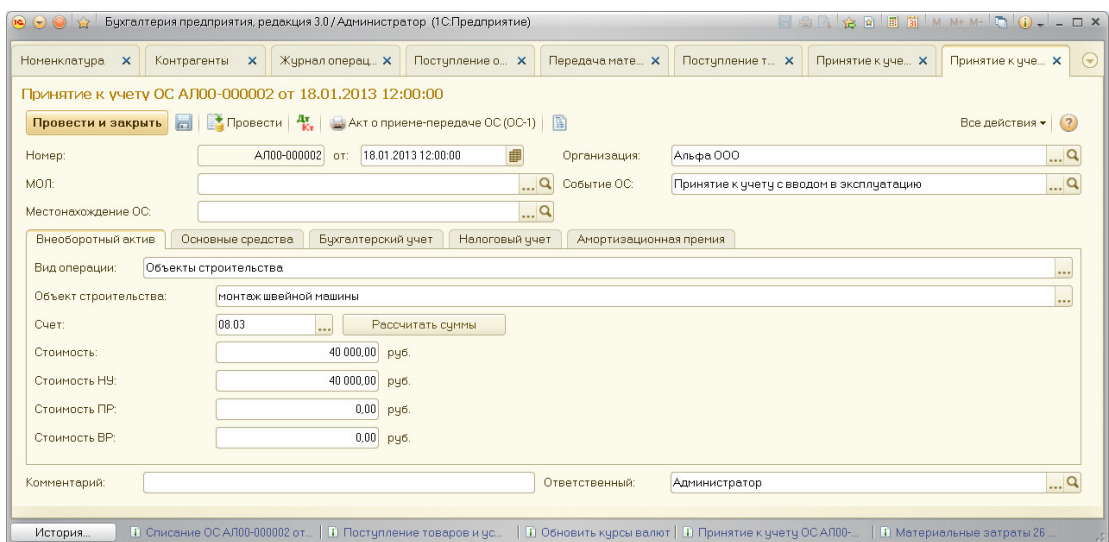 Бухгалтерия предприятия, редакция 3.0 / Администратор (1С:Предприятие) M M+ M-
Номенклатура Контрагенты Журнал операц... Поступление о... Передача мате... Поступление т... Принятие к уче... Принятие к уче...
Принятие к учету ОС АЛ00-000002 от 18.01.2013 12:00:00
Провести и закрыть Провести Дт Кт Акт о приеме-передаче ОС (ОС-1) Все действия
Номер: АЛ00-000002 от: 18.01.2013 12:00:00 Организация: Альфа ООО ...
МОЛ: ... Событие ОС: Принятие к учету с вводом в эксплуатацию ...
Местонахождение ОС: ...
Внеоборотный актив Основные средства Бухгалтерский учет Налоговый учет Амортизационная премия
Вид операции: Объекты строительства ...
Объект строительства: монтаж швейной машины ...
Счет: 08.03 ... Рассчитать суммы
Стоимость: 40 000,00 руб.
Стоимость НУ: 40 000,00 руб.
Стоимость ПР: 0,00 руб.
Стоимость ВР: 0,00 руб.
Комментарий: Ответственный: Администратор ...
История... Списание ОС АЛ00-000002 от... Поступление товаров и ус... Обновить курсы валют Принятие к учету ОС АЛ00-... Материальные затраты 26 ...